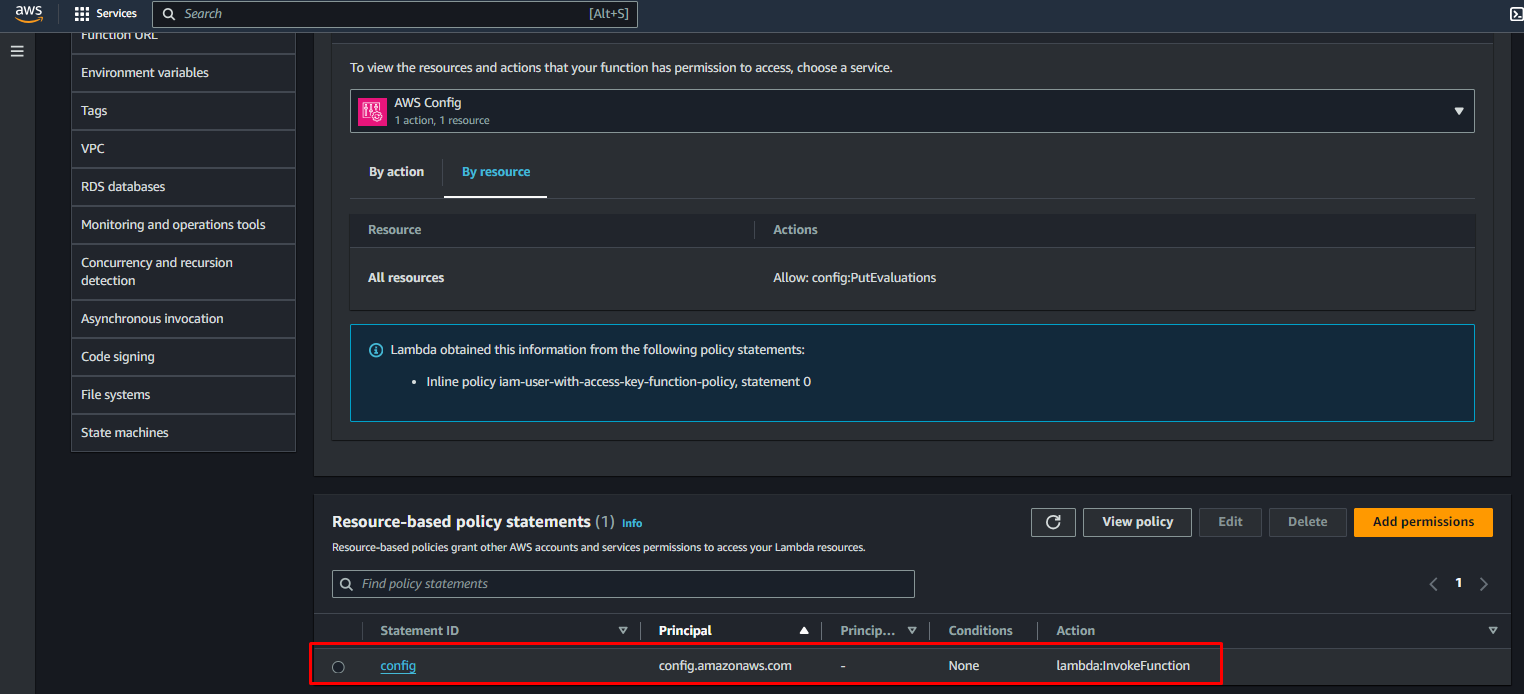 aws
Services
Search
[Alt+S]
Function URL
Environment variables
Tags
VPC
RDS databases
Monitoring and operations tools
Concurrency and recursion
detection
Asynchronous invocation
Code signing
File systems
State machines
To view the resources and actions that your function has permission to access, choose a service.
AWS Config
1 action, 1 resource
By action
By resource
Resource
Actions
All resources
Allow: config:PutEvaluations
Lambda obtained this information from the following policy statements:
• Inline policy iam-user-with-access-key-function-policy, statement 0
Resource-based policy statements (1) Info
View policy
Edit
Delete
Add permissions
Resource-based policies grant other AWS accounts and services permissions to access your Lambda resources.
Find policy statements
1
Statement ID
Principal
Princip...
Conditions
Action
config
config.amazonaws.com
-
None
lambda:InvokeFunction